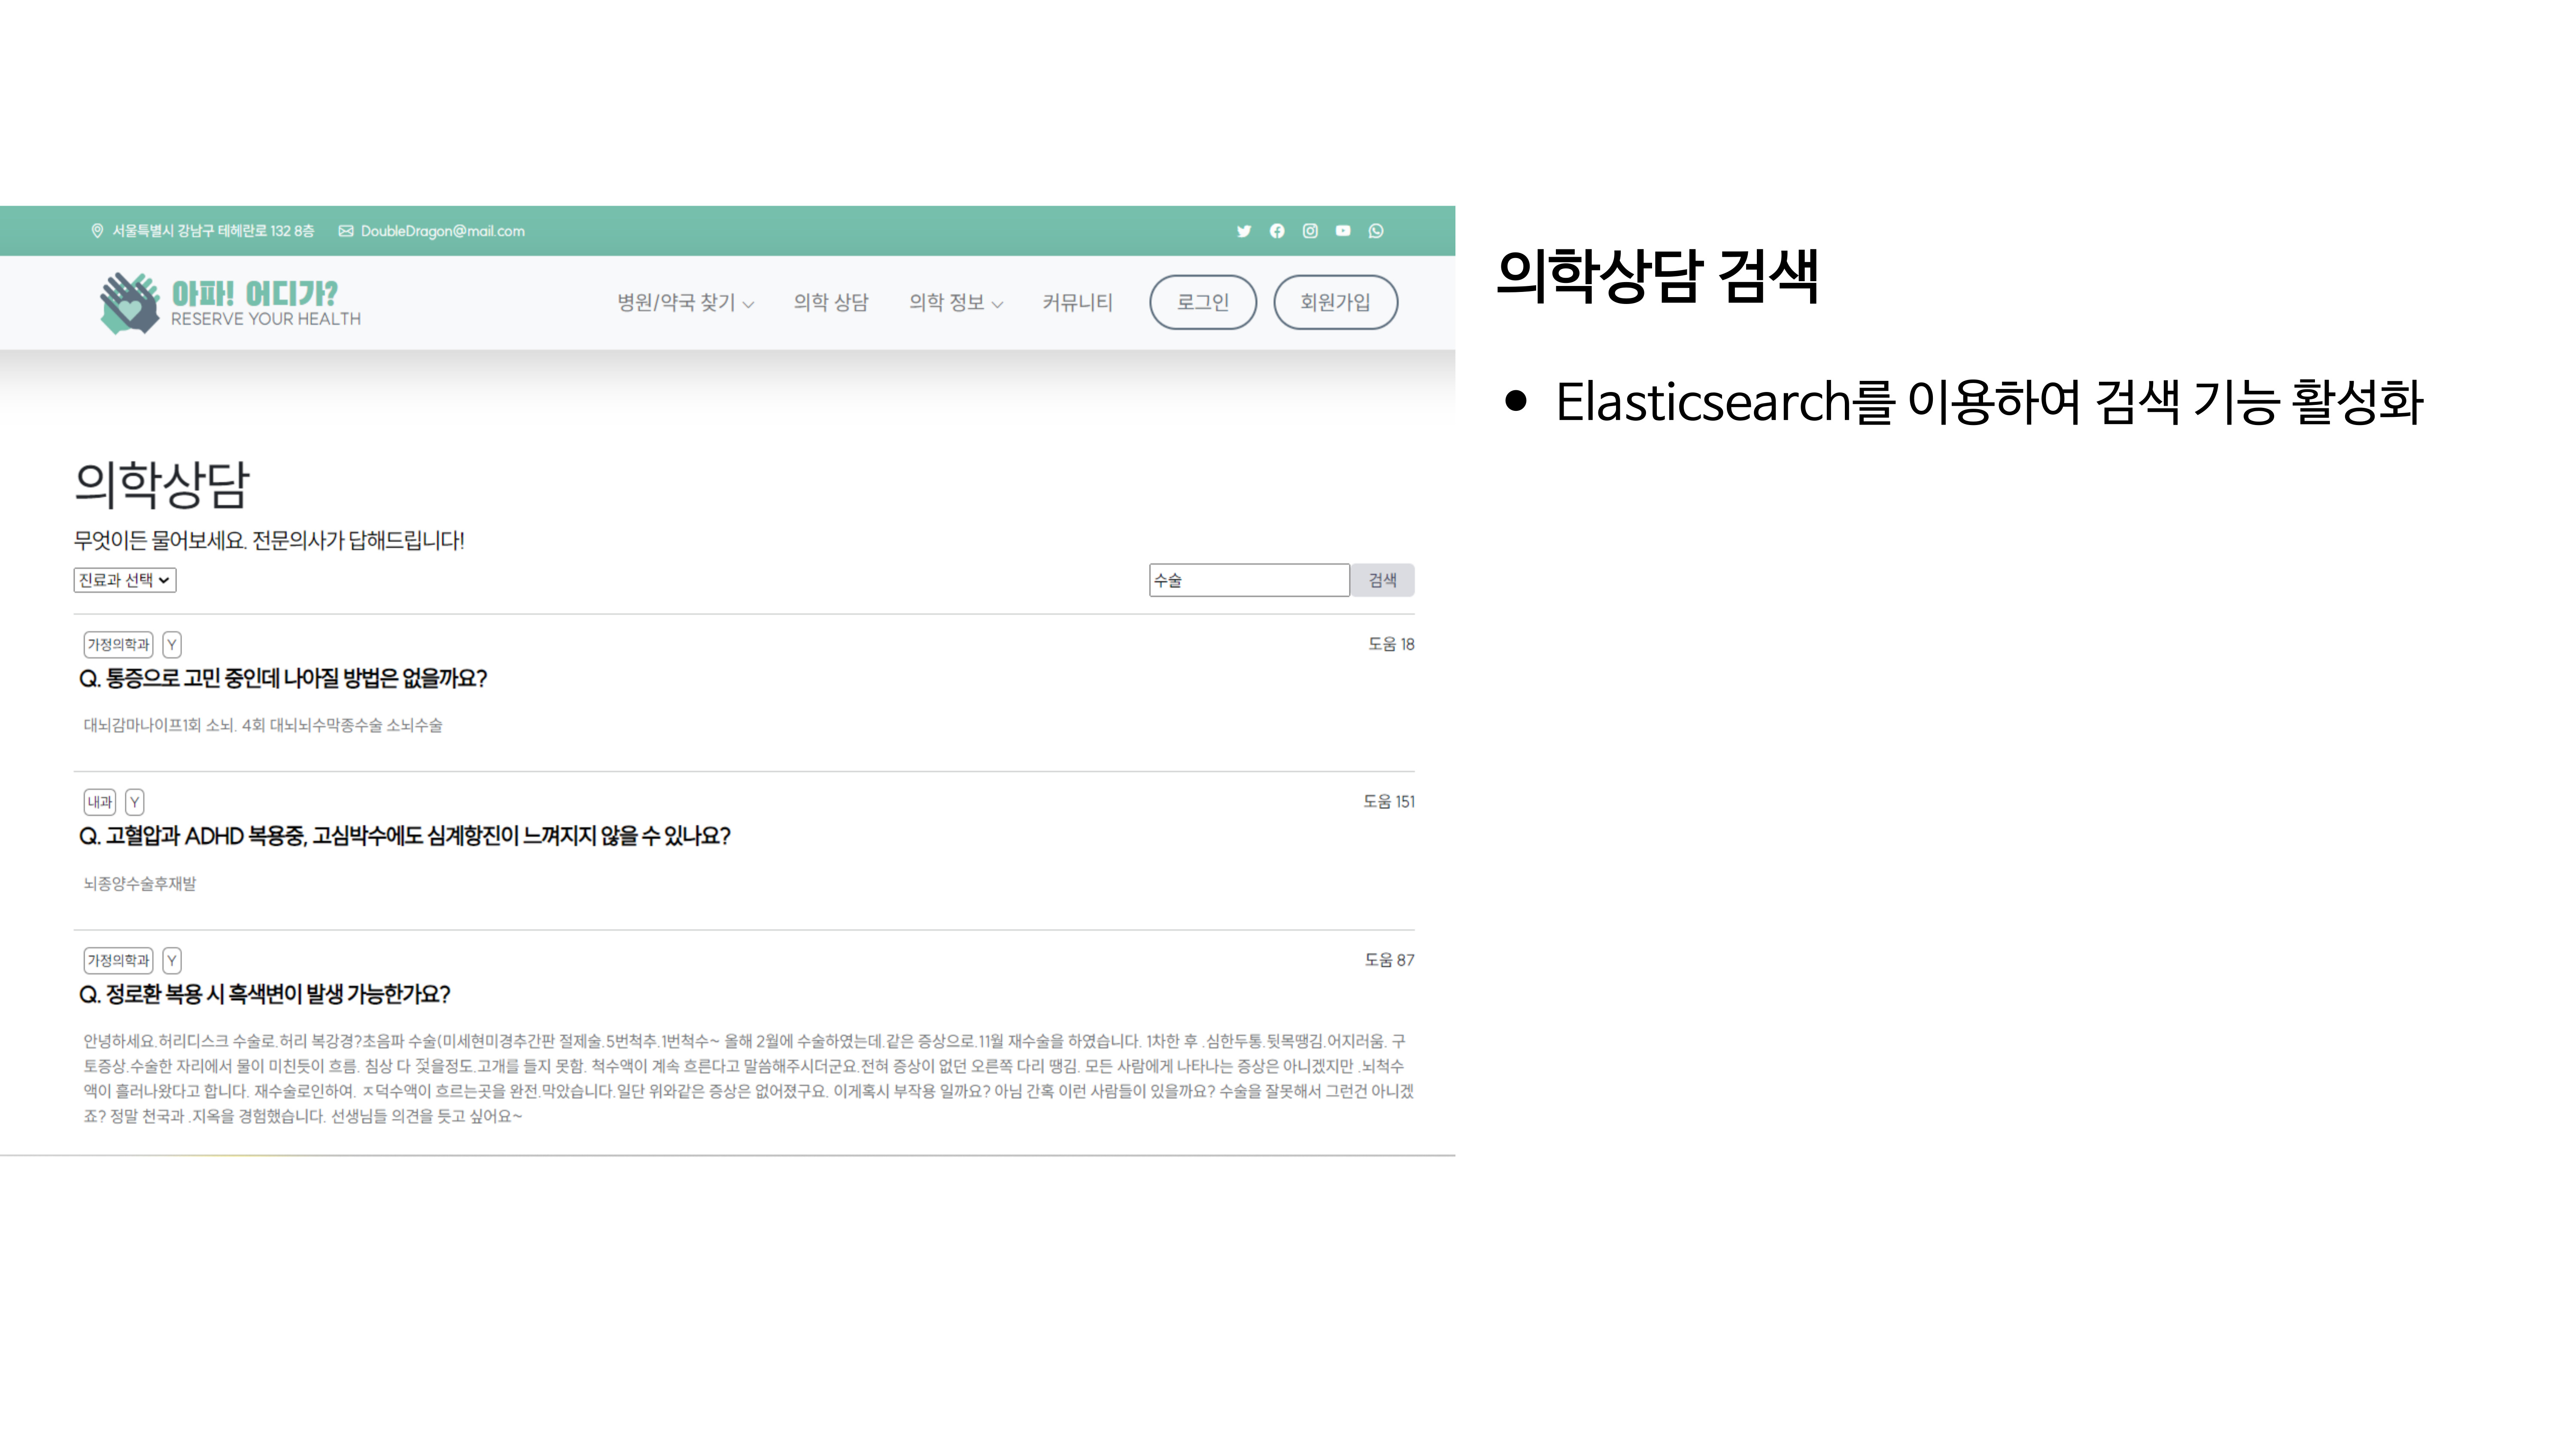 서울특별시 강남구 테헤란로 132 8층 DoubleDragon@mail.com
아파! 어디가?
RESERVE YOUR HEALTH
병원/약국 찾기 의학 상담 의학 정보 커뮤니티 로그인 회원가입
의학상담
무엇이든 물어보세요. 전문의사가 답해드립니다!
진료과 선택 수술 검색
가정의학과 Y 도움 18
Q. 통증으로 고민 중인데 나아질 방법은 없을까요?
대뇌감마나이프1회 소뇌. 4회 대뇌뇌수막종수술 소뇌수술
내과 Y 도움 151
Q. 고혈압과 ADHD 복용중, 고심박수에도 심계항진이 느껴지지 않을 수 있나요?
뇌종양수술후재발
가정의학과 Y 도움 87
Q. 정로환 복용 시 흑색변이 발생 가능한가요?
안녕하세요.허리디스크 수술로.허리 복강경?초음파 수술(미세현미경추간판 절제술.5번척추.1번척수~ 올해 2월에 수술하였는데.같은 증상으로.11월 재수술을 하였습니다. 1차한 후 .심한두통.뒷목땡김.어지러움. 구
토증상.수술한 자리에서 물이 미친듯이 흐름. 침상 다 젖을정도.고개를 들지 못함. 척수액이 계속 흐른다고 말씀해주시더군요.전혀 증상이 없던 오른쪽 다리 땡김. 모든 사람에게 나타나는 증상은 아니겠지만 .뇌척수
액이 흘러나왔다고 합니다. 재수술로인하여. ㅈ덕수액이 흐르는곳을 완전.막았습니다.일단 위와같은 증상은 없어졌구요. 이게혹시 부작용 일까요? 아님 간혹 이런 사람들이 있을까요? 수술을 잘못해서 그런건 아니겠
죠? 정말 천국과 .지옥을 경험했습니다. 선생님들 의견을 듯고 싶어요~
의학상담 검색
• Elasticsearch를 이용하여 검색 기능 활성화